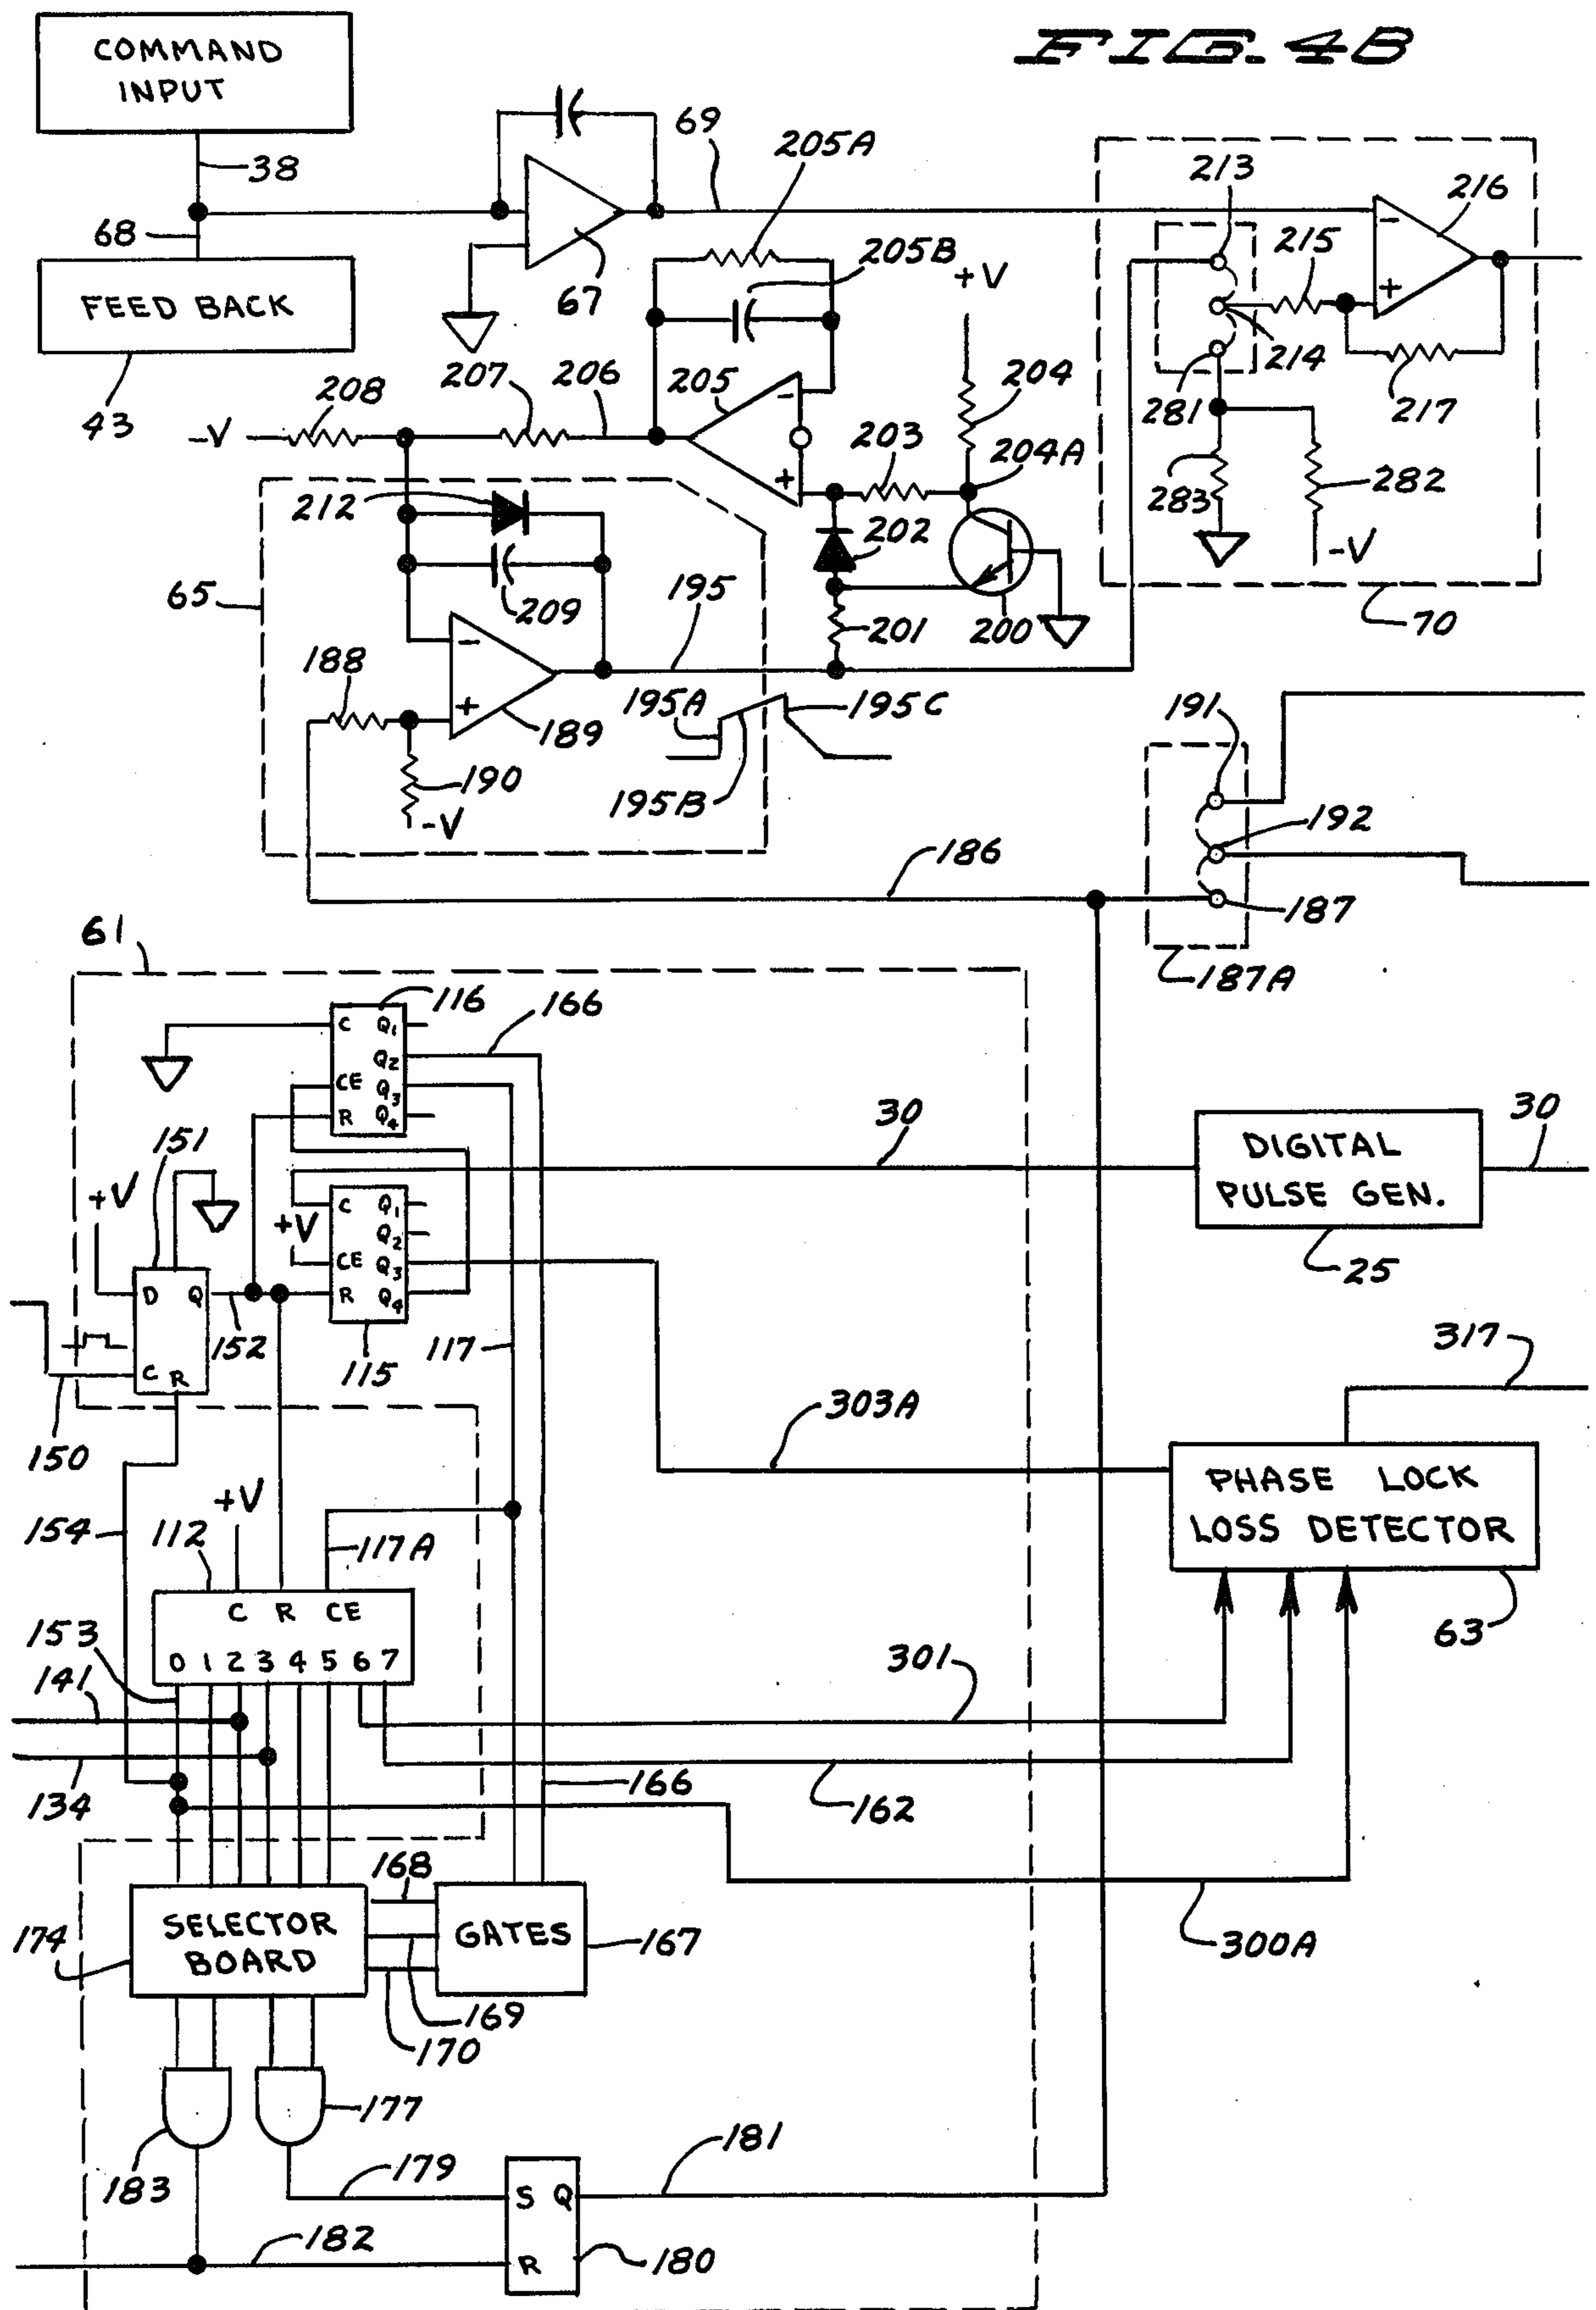 FIG. 4B
COMMAND
INPUT
38
68
FEED BACK
43
67
69
205A
205B
+V
213
216
215
214
281
217
283
282
-V
70
208
-V
207
206
205
-
+
203
204
204A
202
200
201
212
209
65
195
188
-
+
189
190
-V
195A
195B
195C
-
+
191
192
187
187A
186
61
116
C Q1
Q2
CE Q3
R Q4
166
30
DIGITAL
PULSE GEN.
30
25
151
+V
+V
C Q1
Q2
CE Q3
R Q4
115
D Q
C R
152
150
117
303A
317
PHASE LOCK
LOSS DETECTOR
63
154
112
+V
117A
C R CE
0 1 2 3 4 5 6 7
153
141
134
301
162
166
300A
168
SELECTOR
BOARD
174
GATES
167
169
170
177
183
179
181
S Q
R
182
180